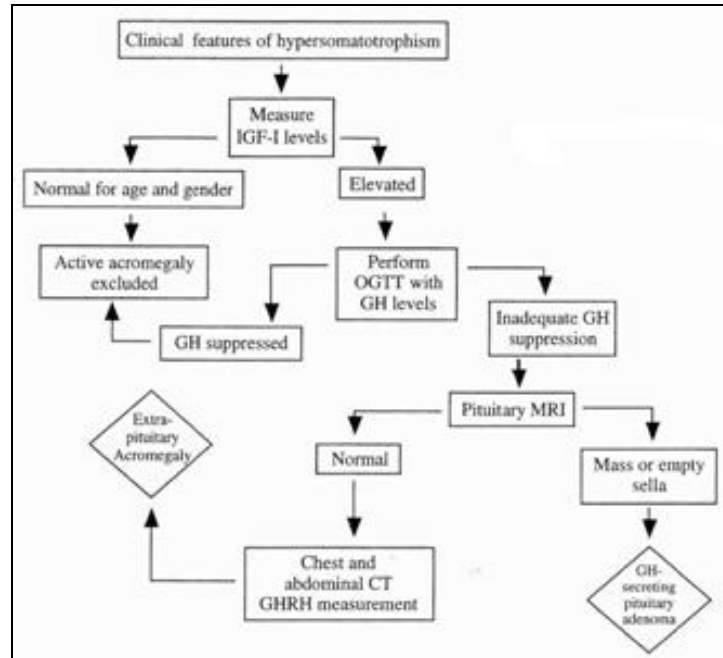 Clinical features of hypersomatotrophism
Measure
IGF-I levels
Normal for age and gender
Elevated
Active acromegaly
excluded
Perform
OGTT with
GH levels
GH suppressed
Inadequate GH
suppression
Pituitary MRI
Extra-
pituitary
Acromegaly
Normal
Mass or empty
sella
Chest and
abdominal CT
GHRH measurement
GH-
secreting
pituitary
adenoma